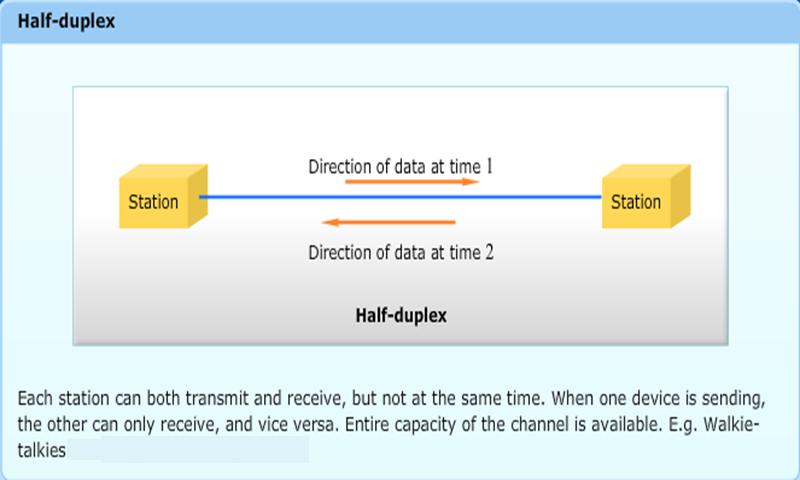 Half-duplex
Direction of data at time 1
Station
Station
Direction of data at time 2
Half-duplex
Each station can both transmit and receive, but not at the same time. When one device is sending,
the other can only receive, and vice versa. Entire capacity of the channel is available. E.g. Walkie-
talkies